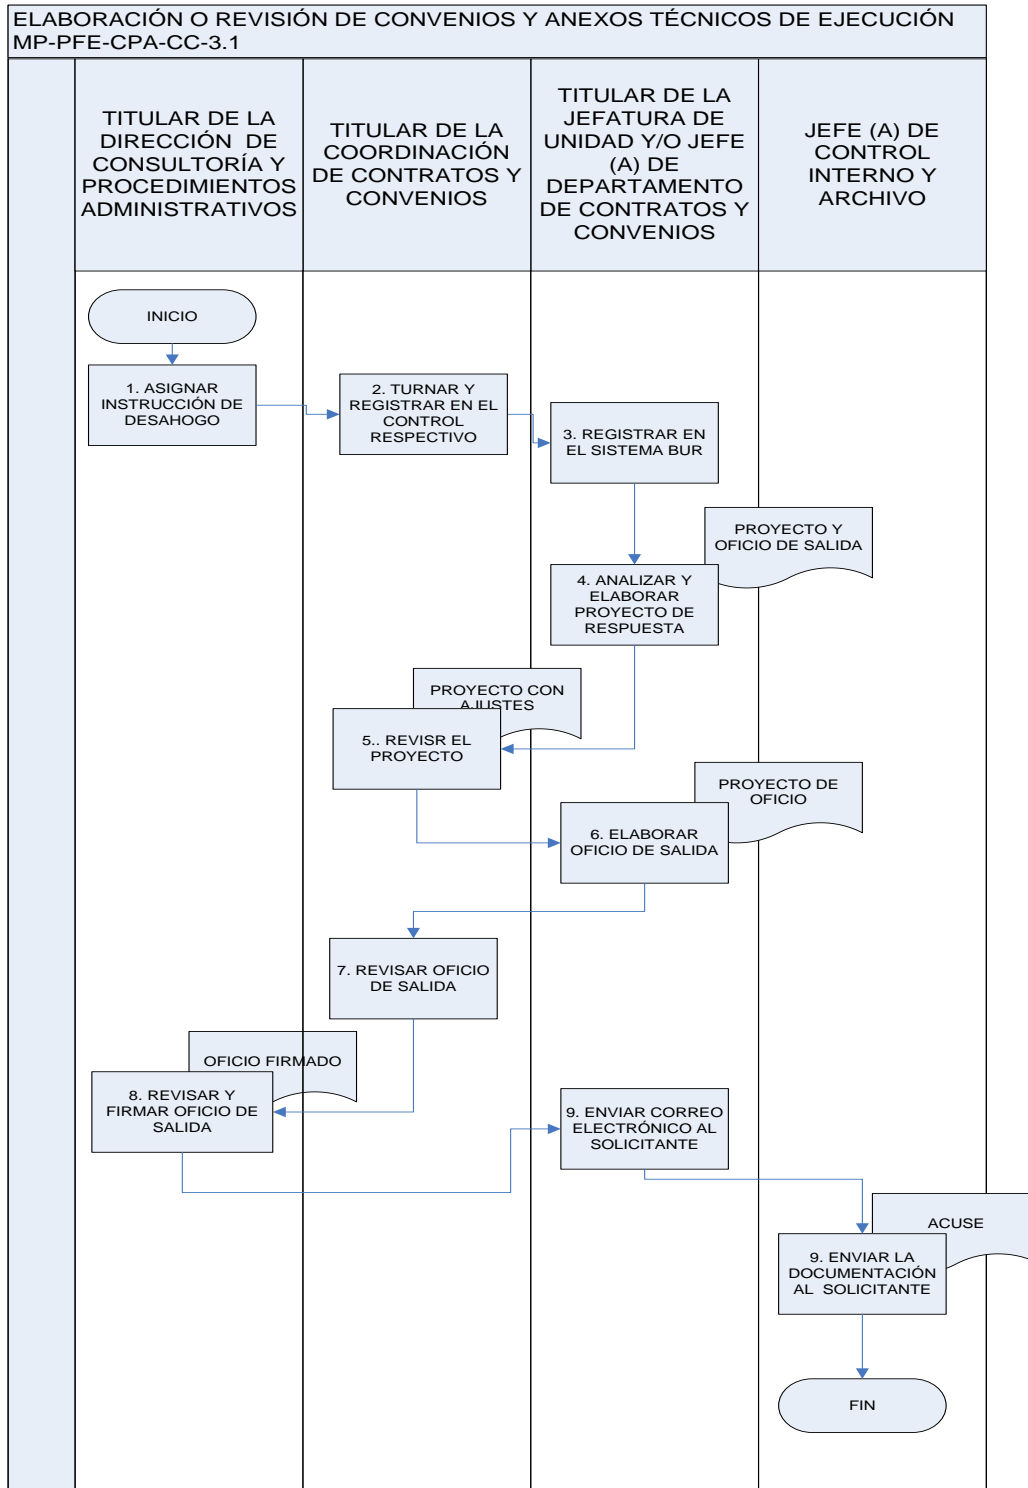 ELABORACIÓN O REVISIÓN DE CONVENIOS Y ANEXOS TÉCNICOS DE EJECUCIÓN
MP-PFE-CPA-CC-3.1
TITULAR DE LA
DIRECCIÓN DE
CONSULTORÍA Y
PROCEDIMIENTOS
ADMINISTRATIVOS
TITULAR DE LA
COORDINACIÓN
DE CONTRATOS Y
CONVENIOS
TITULAR DE LA
JEFATURA DE
UNIDAD Y/O JEFE
(A) DE
DEPARTAMENTO
DE CONTRATOS Y
CONVENIOS
JEFE (A) DE
CONTROL
INTERNO Y
ARCHIVO
INICIO
1. ASIGNAR
INSTRUCCIÓN DE
DESAHOGO
2. TURNAR Y
REGISTRAR EN EL
CONTROL
RESPECTIVO
3. REGISTRAR EN
EL SISTEMA BUR
PROYECTO Y
OFICIO DE SALIDA
4. ANALIZAR Y
ELABORAR
PROYECTO DE
RESPUESTA
PROYECTO CON
AJUSTES
5.. REVISR EL
PROYECTO
PROYECTO DE
OFICIO
6. ELABORAR
OFICIO DE SALIDA
7. REVISAR OFICIO
DE SALIDA
OFICIO FIRMADO
8. REVISAR Y
FIRMAR OFICIO DE
SALIDA
9. ENVIAR CORREO
ELECTRÓNICO AL
SOLICITANTE
ACUSE
9. ENVIAR LA
DOCUMENTACIÓN
AL SOLICITANTE
FIN